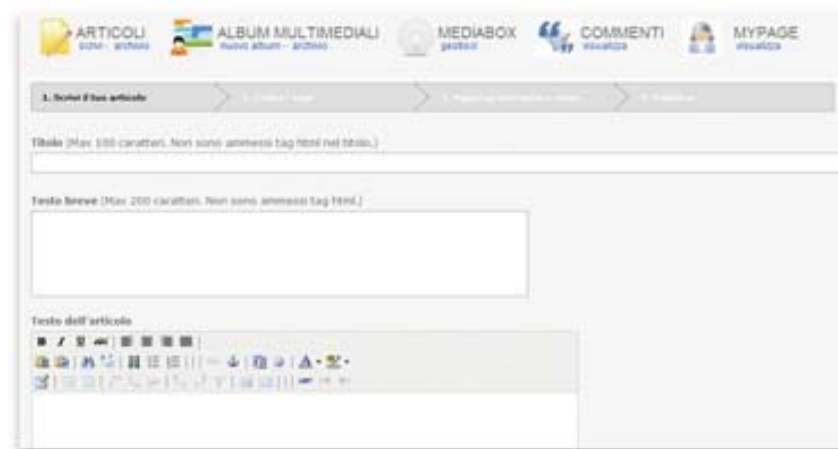 ARTICOLI ALBUM MULTIMEDIALI MEDIABOX COMMENTI MYPAGE
scrivi - archivio nuovo album - archivio gestisci visualizza visualizza
1. Scrivi il tuo articolo
Titolo (Max 100 caratteri. Non sono ammessi tag html nel titolo.)
Testo breve (Max 200 caratteri. Non sono ammessi tag html.)
Testo dell'articolo